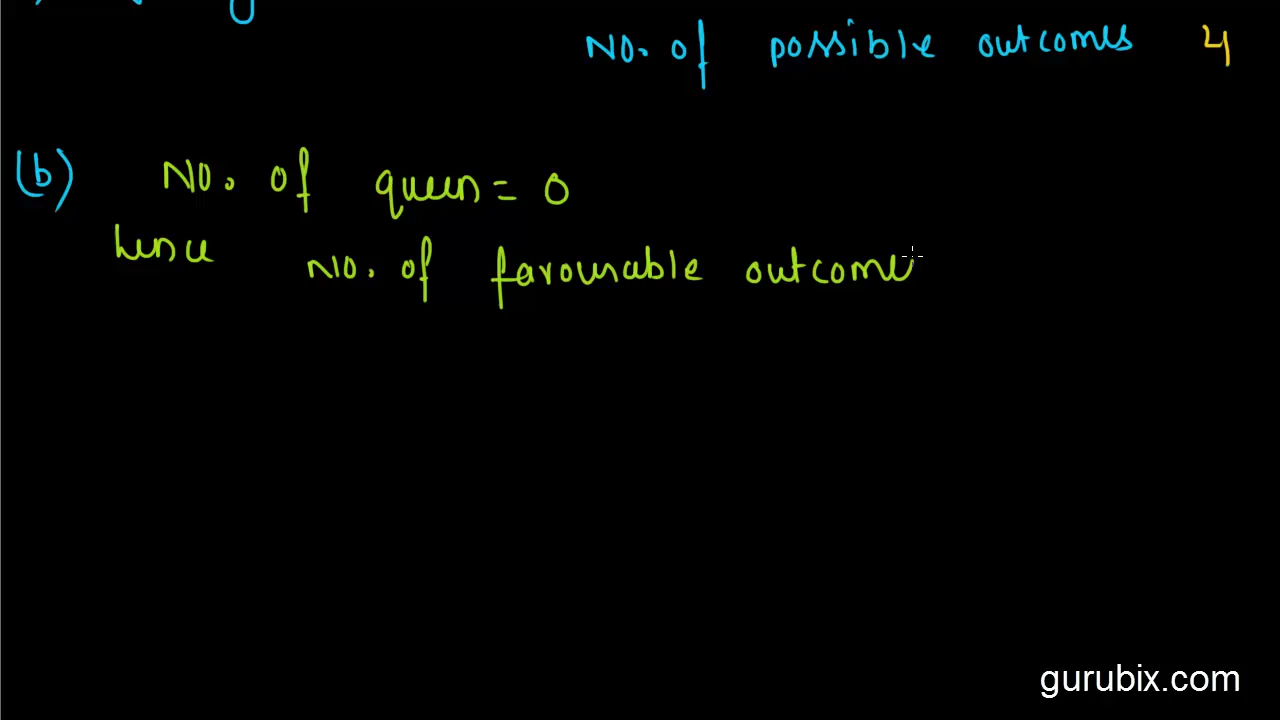 No. of possible outcomes 4
(b) No. of queen = 0
hence No. of favourable outcome
gurubix.com